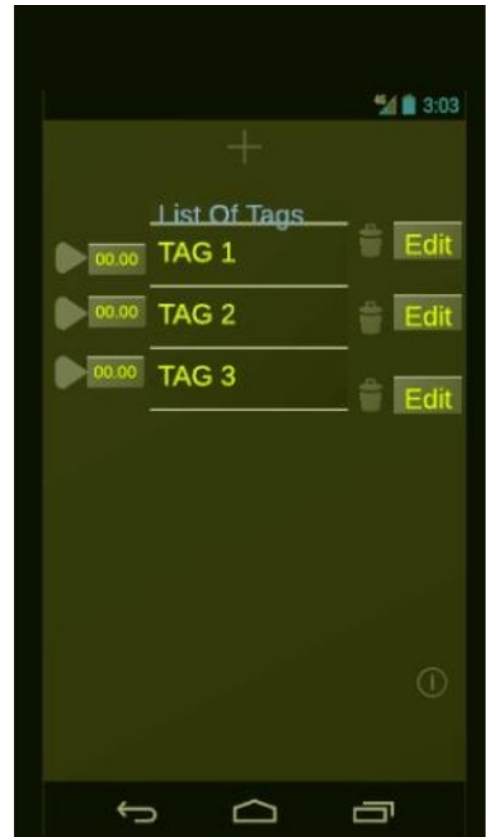 4G 3:03
List Of Tags
00.00 TAG 1 Edit
00.00 TAG 2 Edit
00.00 TAG 3 Edit